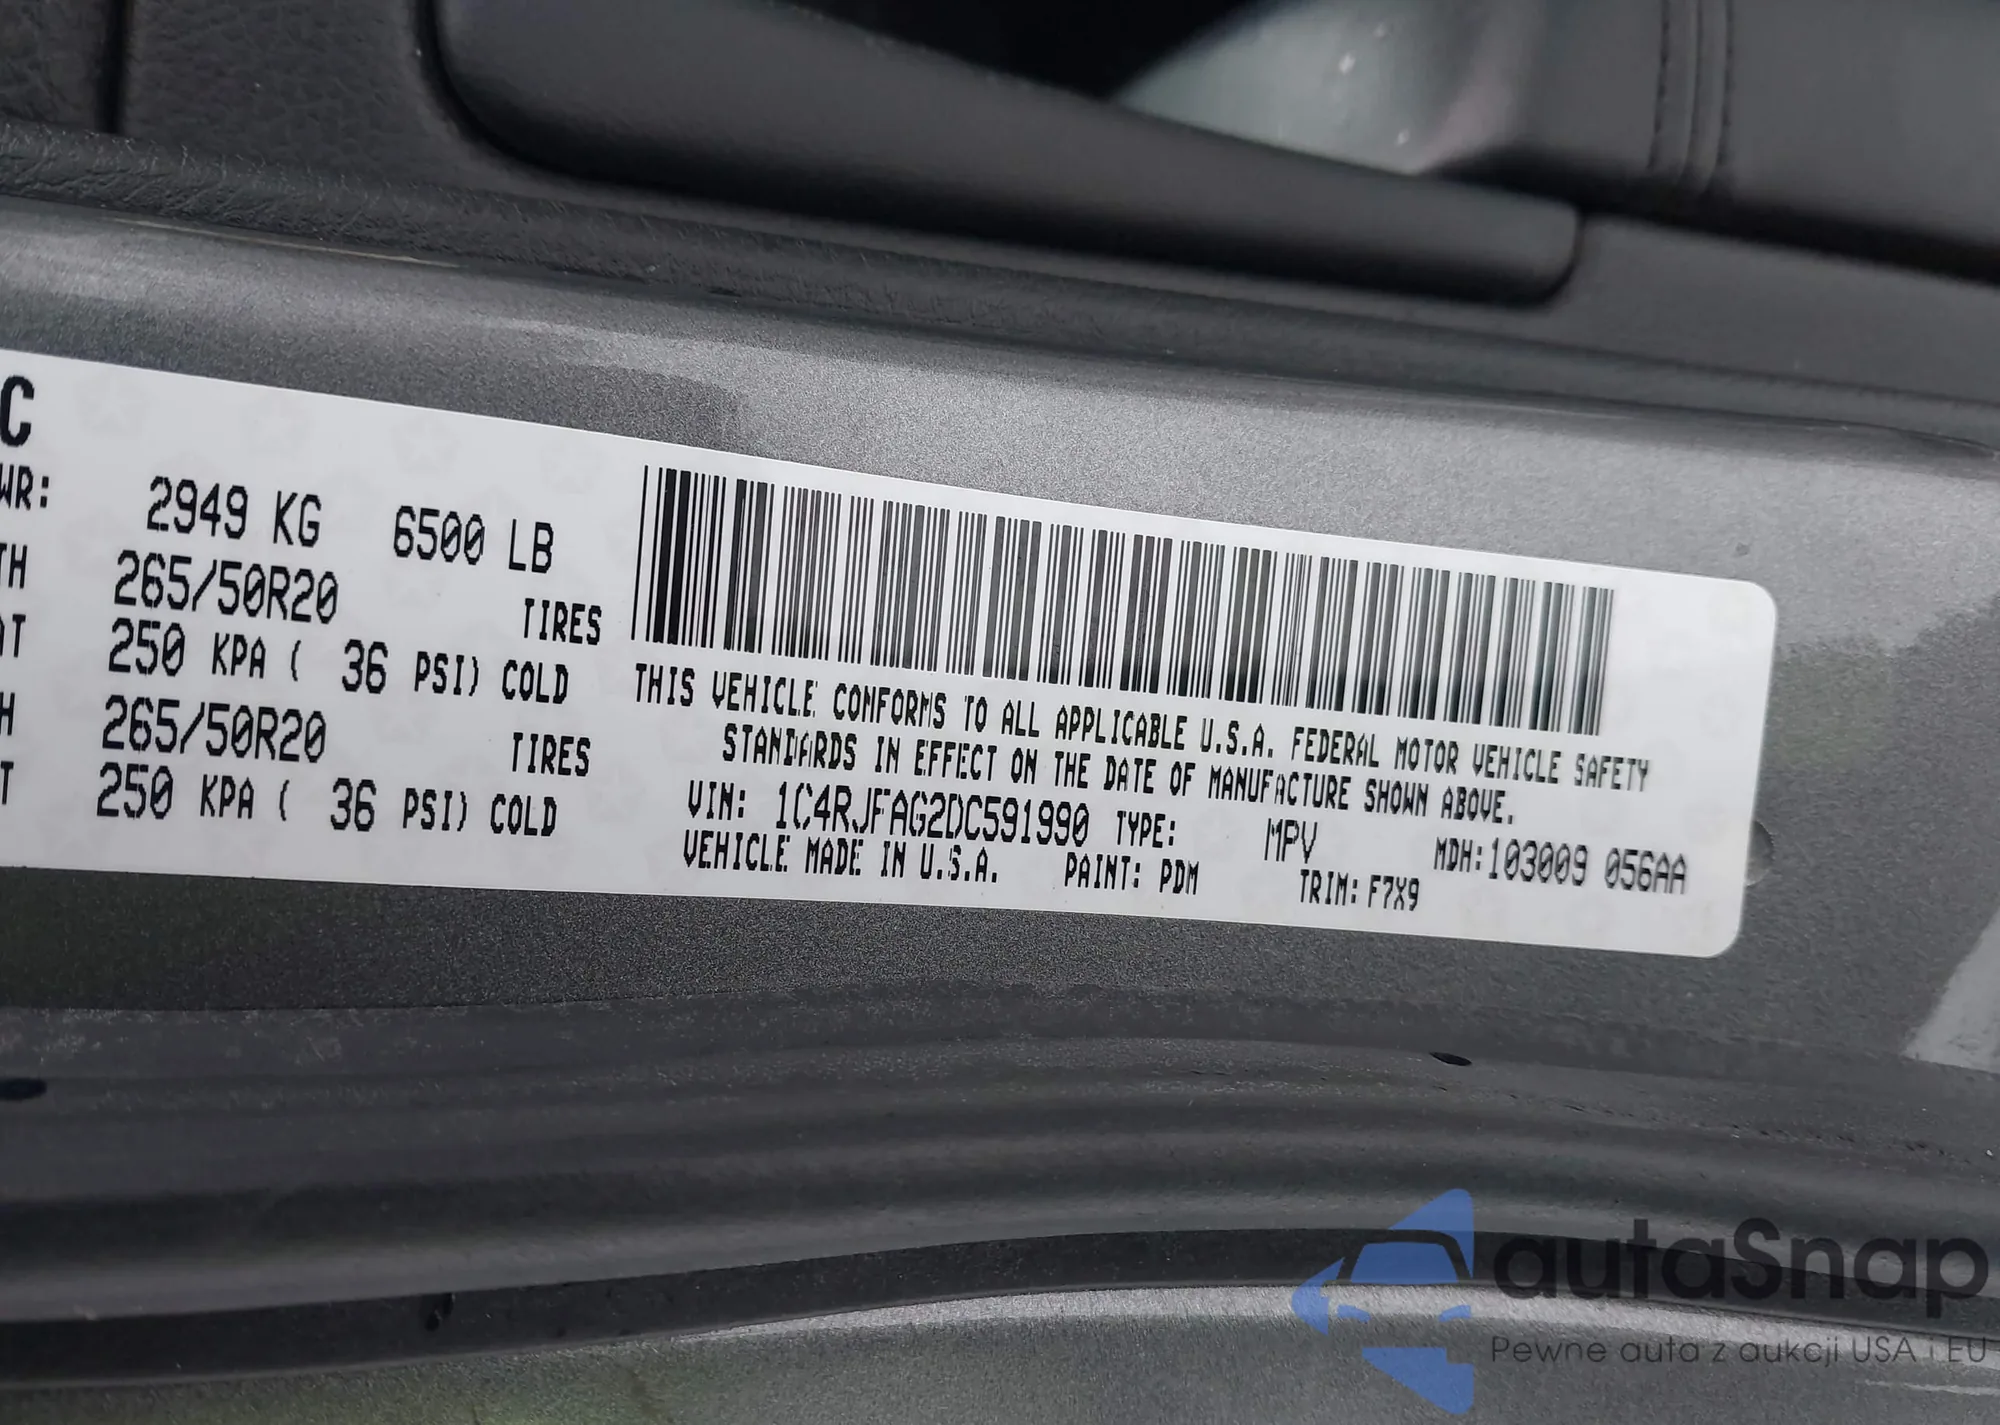 C
WR: 2949 KG 6500 LB
TH 265/50R20 TIRES
AT 250 KPA ( 36 PSI) COLD
H 265/50R20 TIRES
T 250 KPA ( 36 PSI) COLD
THIS VEHICLE CONFORMS TO ALL APPLICABLE U.S.A. FEDERAL MOTOR VEHICLE SAFETY
STANDARDS IN EFFECT ON THE DATE OF MANUFACTURE SHOWN ABOVE.
VIN: 1C4RJFAG2DC591990 TYPE: MPV MDH:103009 056AA
VEHICLE MADE IN U.S.A. PAINT: PDM TRIM: F7X9
autaSnap
Pewne auta z aukcji USA i EU